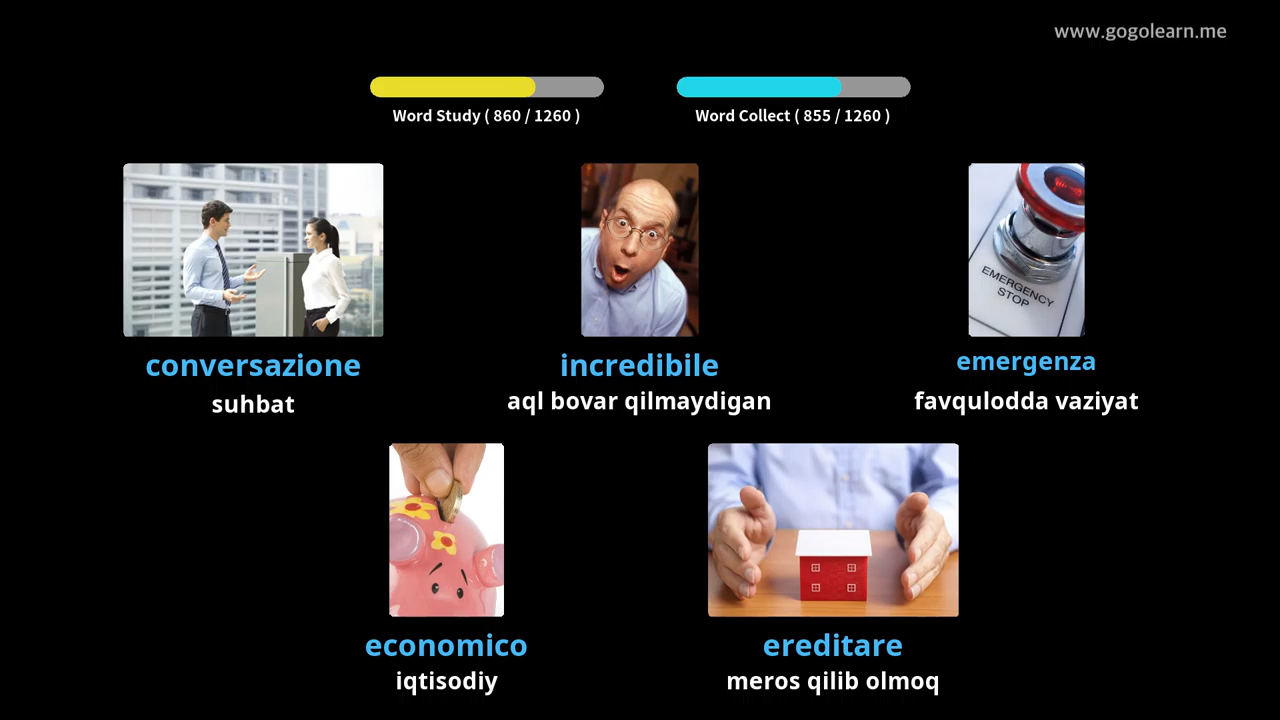 www.gogolearn.me
Word Study ( 860 / 1260 )
Word Collect ( 855 / 1260 )
EMERGENCY
STOP
conversazione
suhbat
incredibile
aql bovar qilmaydigan
emergenza
favqulodda vaziyat
economico
iqtisodiy
ereditare
meros qilib olmoq